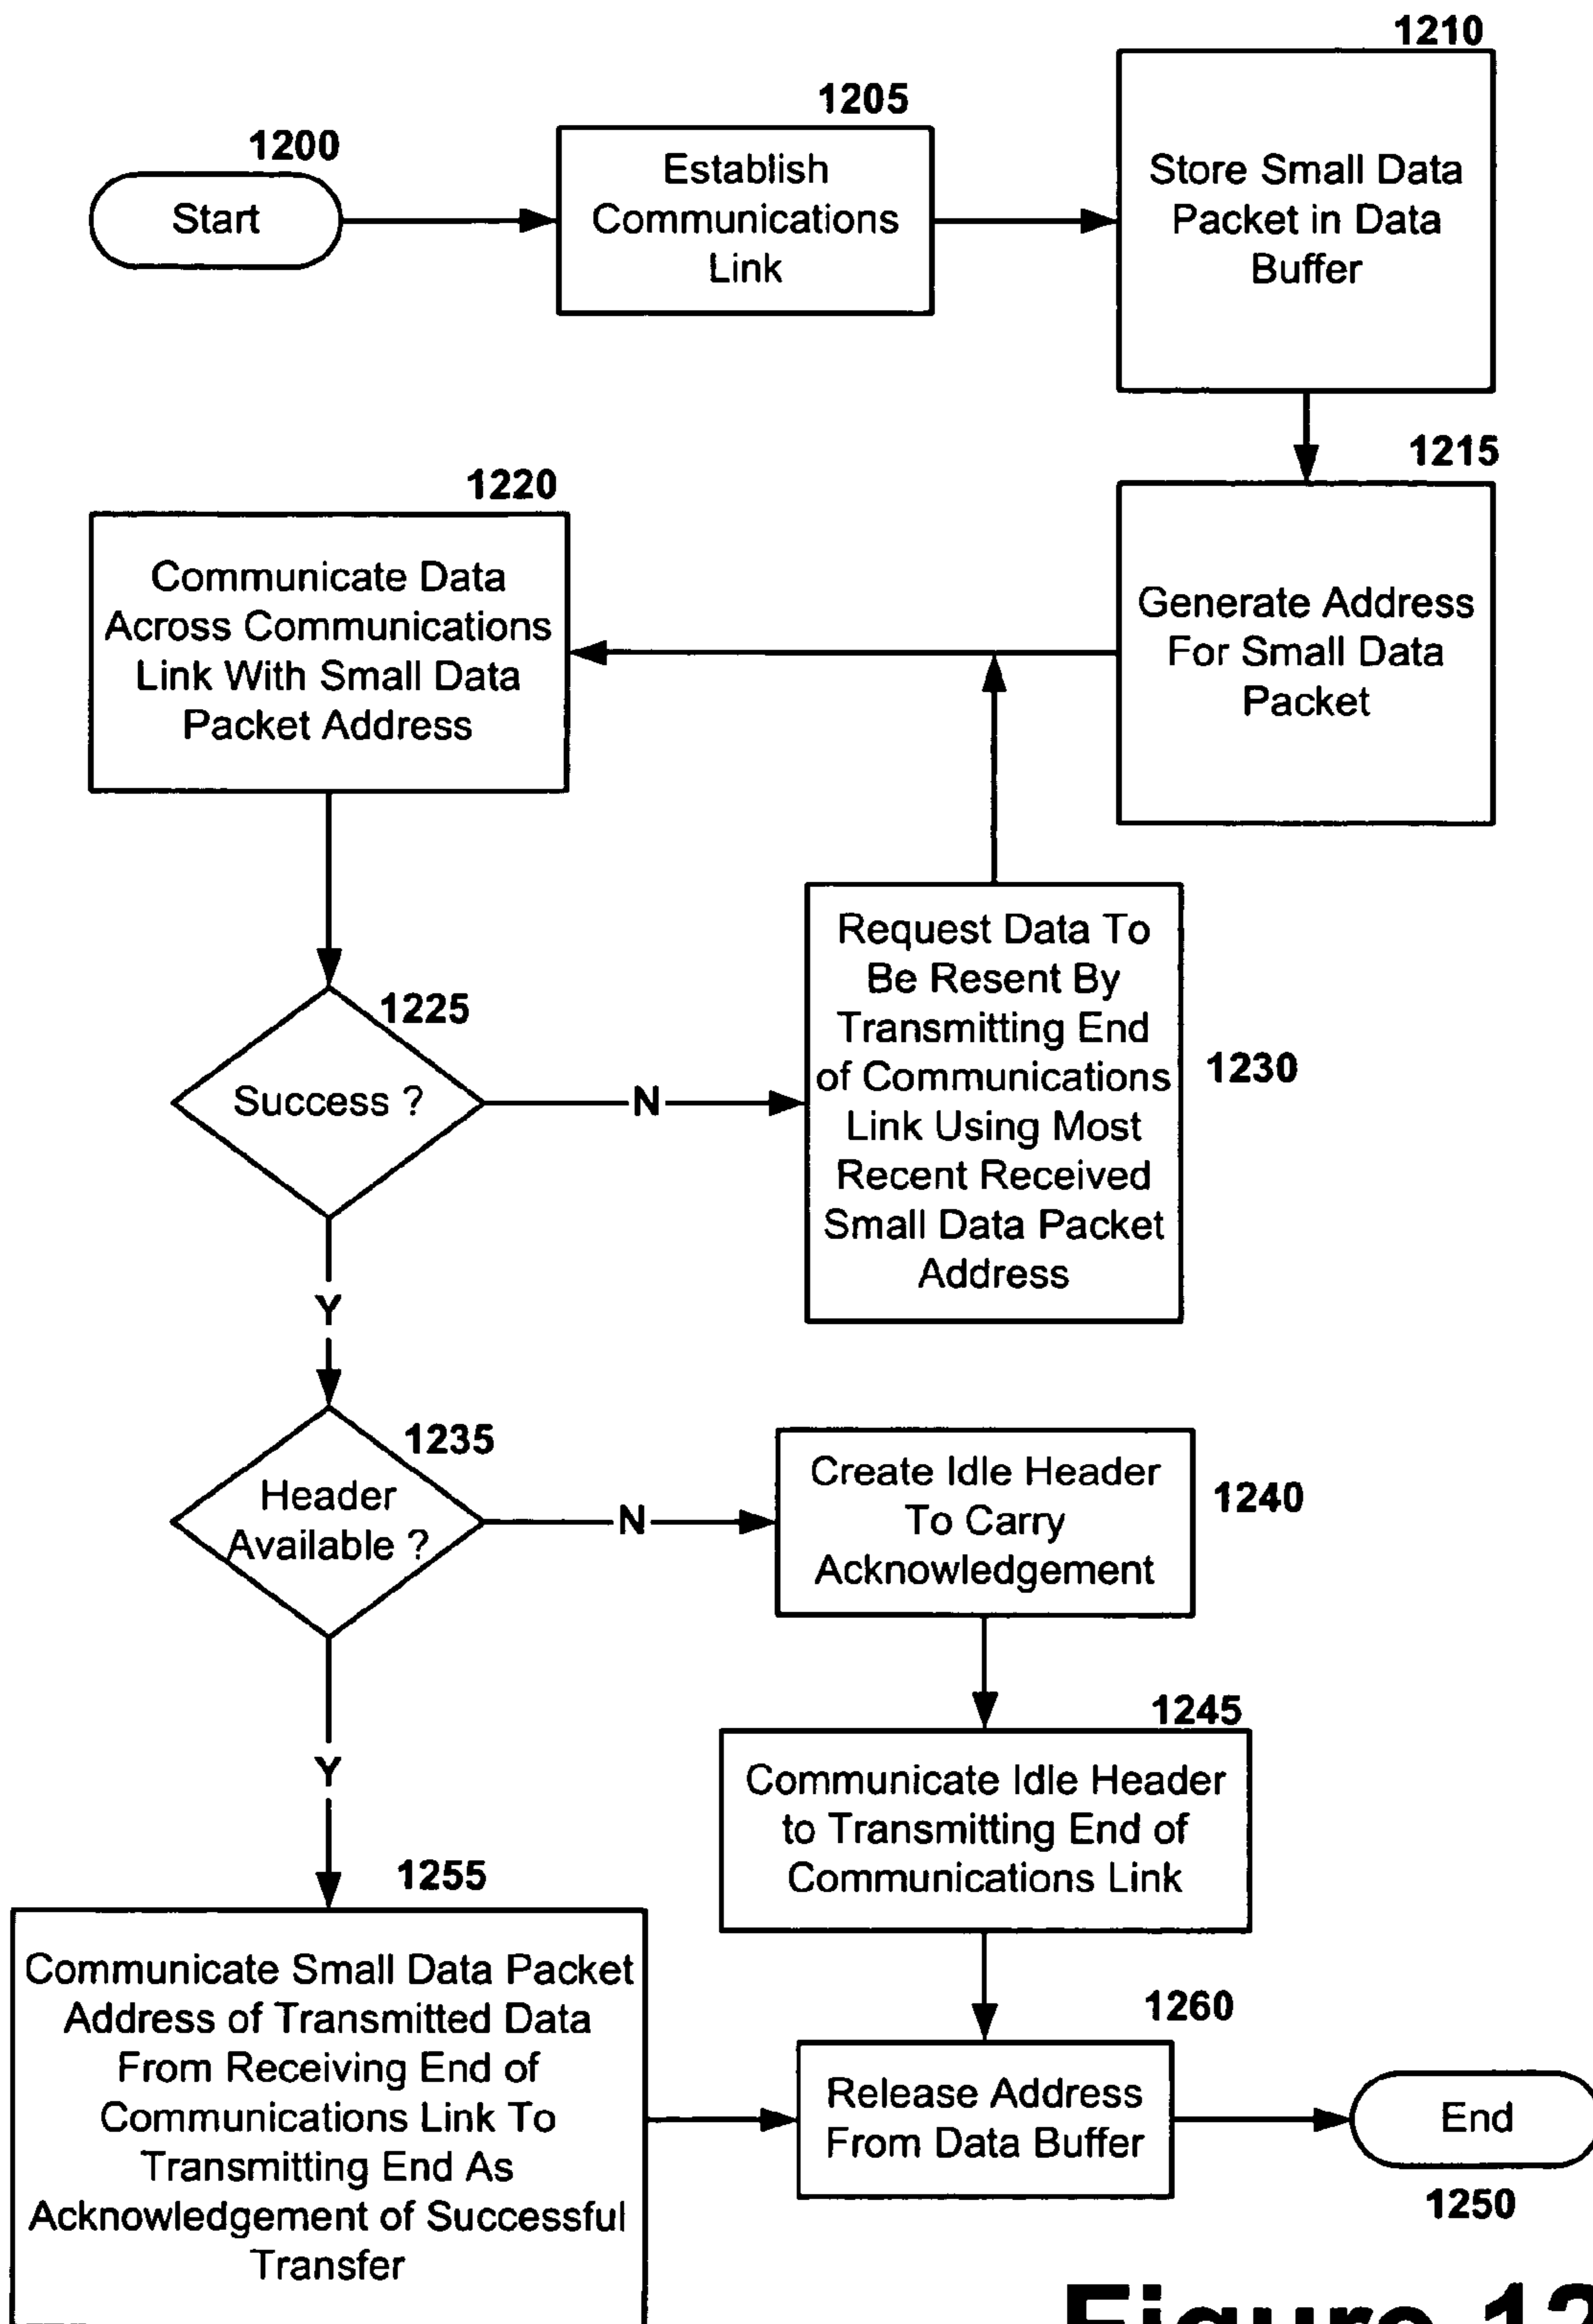 1200
Start
1205
Establish
Communications
Link
1210
Store Small Data
Packet in Data
Buffer
1215
Generate Address
For Small Data
Packet
1220
Communicate Data
Across Communications
Link With Small Data
Packet Address
1225
Success ?
N
1230
Request Data To
Be Resent By
Transmitting End
of Communications
Link Using Most
Recent Received
Small Data Packet
Address
Y
1235
Header
Available ?
N
1240
Create Idle Header
To Carry
Acknowledgement
1245
Communicate Idle Header
to Transmitting End of
Communications Link
Y
1255
Communicate Small Data Packet
Address of Transmitted Data
From Receiving End of
Communications Link To
Transmitting End As
Acknowledgement of Successful
Transfer
1260
Release Address
From Data Buffer
End
1250
Figure 12